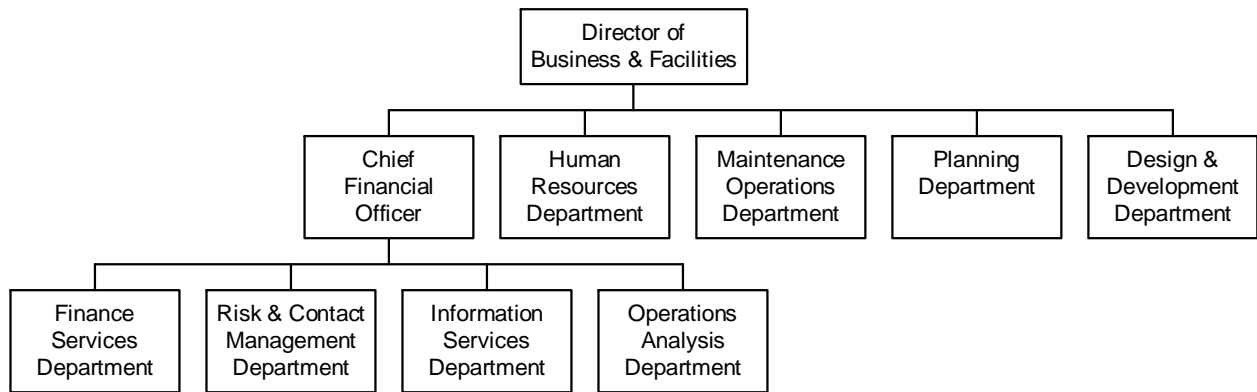 Director of
Business & Facilities
Chief
Financial
Officer
Human
Resources
Department
Maintenance
Operations
Department
Planning
Department
Design &
Development
Department
Finance
Services
Department
Risk & Contact
Management
Department
Information
Services
Department
Operations
Analysis
Department